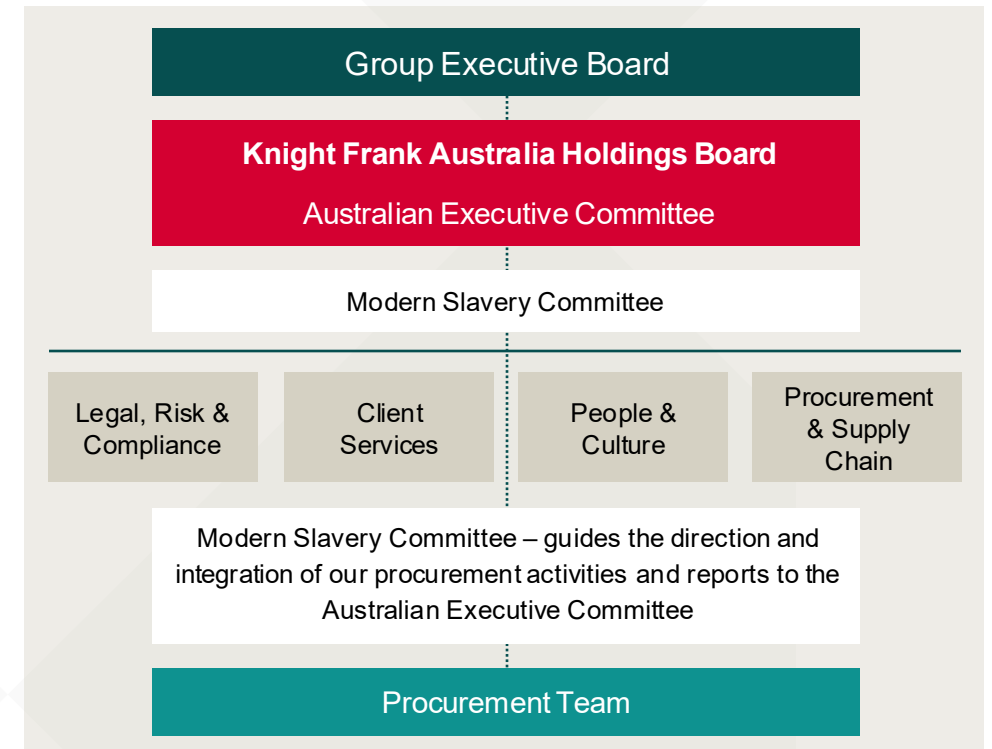 Group Executive Board
Knight Frank Australia Holdings Board
Australian Executive Committee
Modern Slavery Committee
Legal, Risk &
Compliance
Client
Services
People &
Culture
Procurement
& Supply
Chain
Modern Slavery Committee – guides the direction and
integration of our procurement activities and reports to the
Australian Executive Committee
Procurement Team